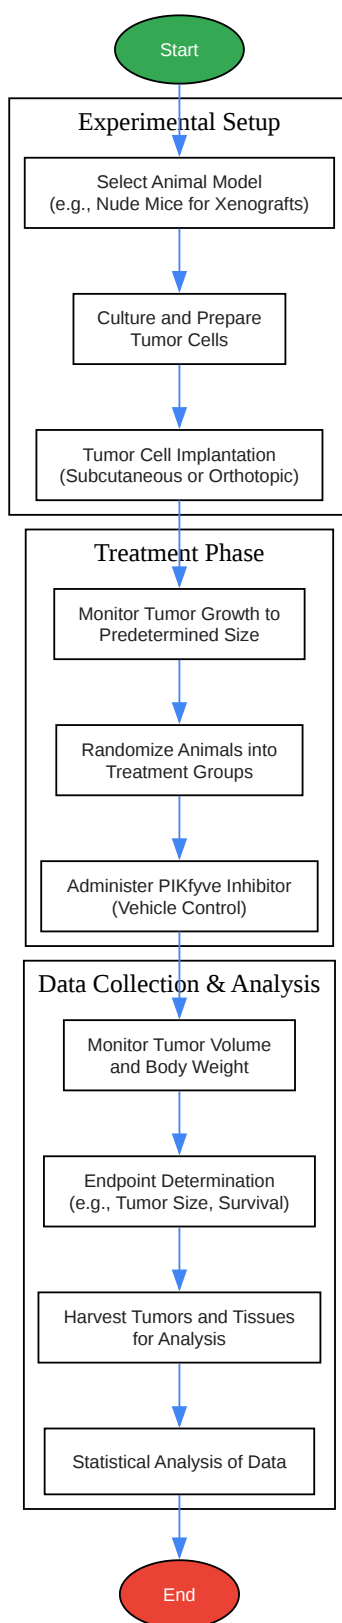 Start
Experimental Setup
Select Animal Model
(e.g., Nude Mice for Xenografts)
Culture and Prepare
Tumor Cells
Tumor Cell Implantation
(Subcutaneous or Orthotopic)
Treatment Phase
Monitor Tumor Growth to
Predetermined Size
Randomize Animals into
Treatment Groups
Administer PIKfyve Inhibitor
(Vehicle Control)
Data Collection & Analysis
Monitor Tumor Volume
and Body Weight
Endpoint Determination
(e.g., Tumor Size, Survival)
Harvest Tumors and Tissues
for Analysis
Statistical Analysis of Data
End